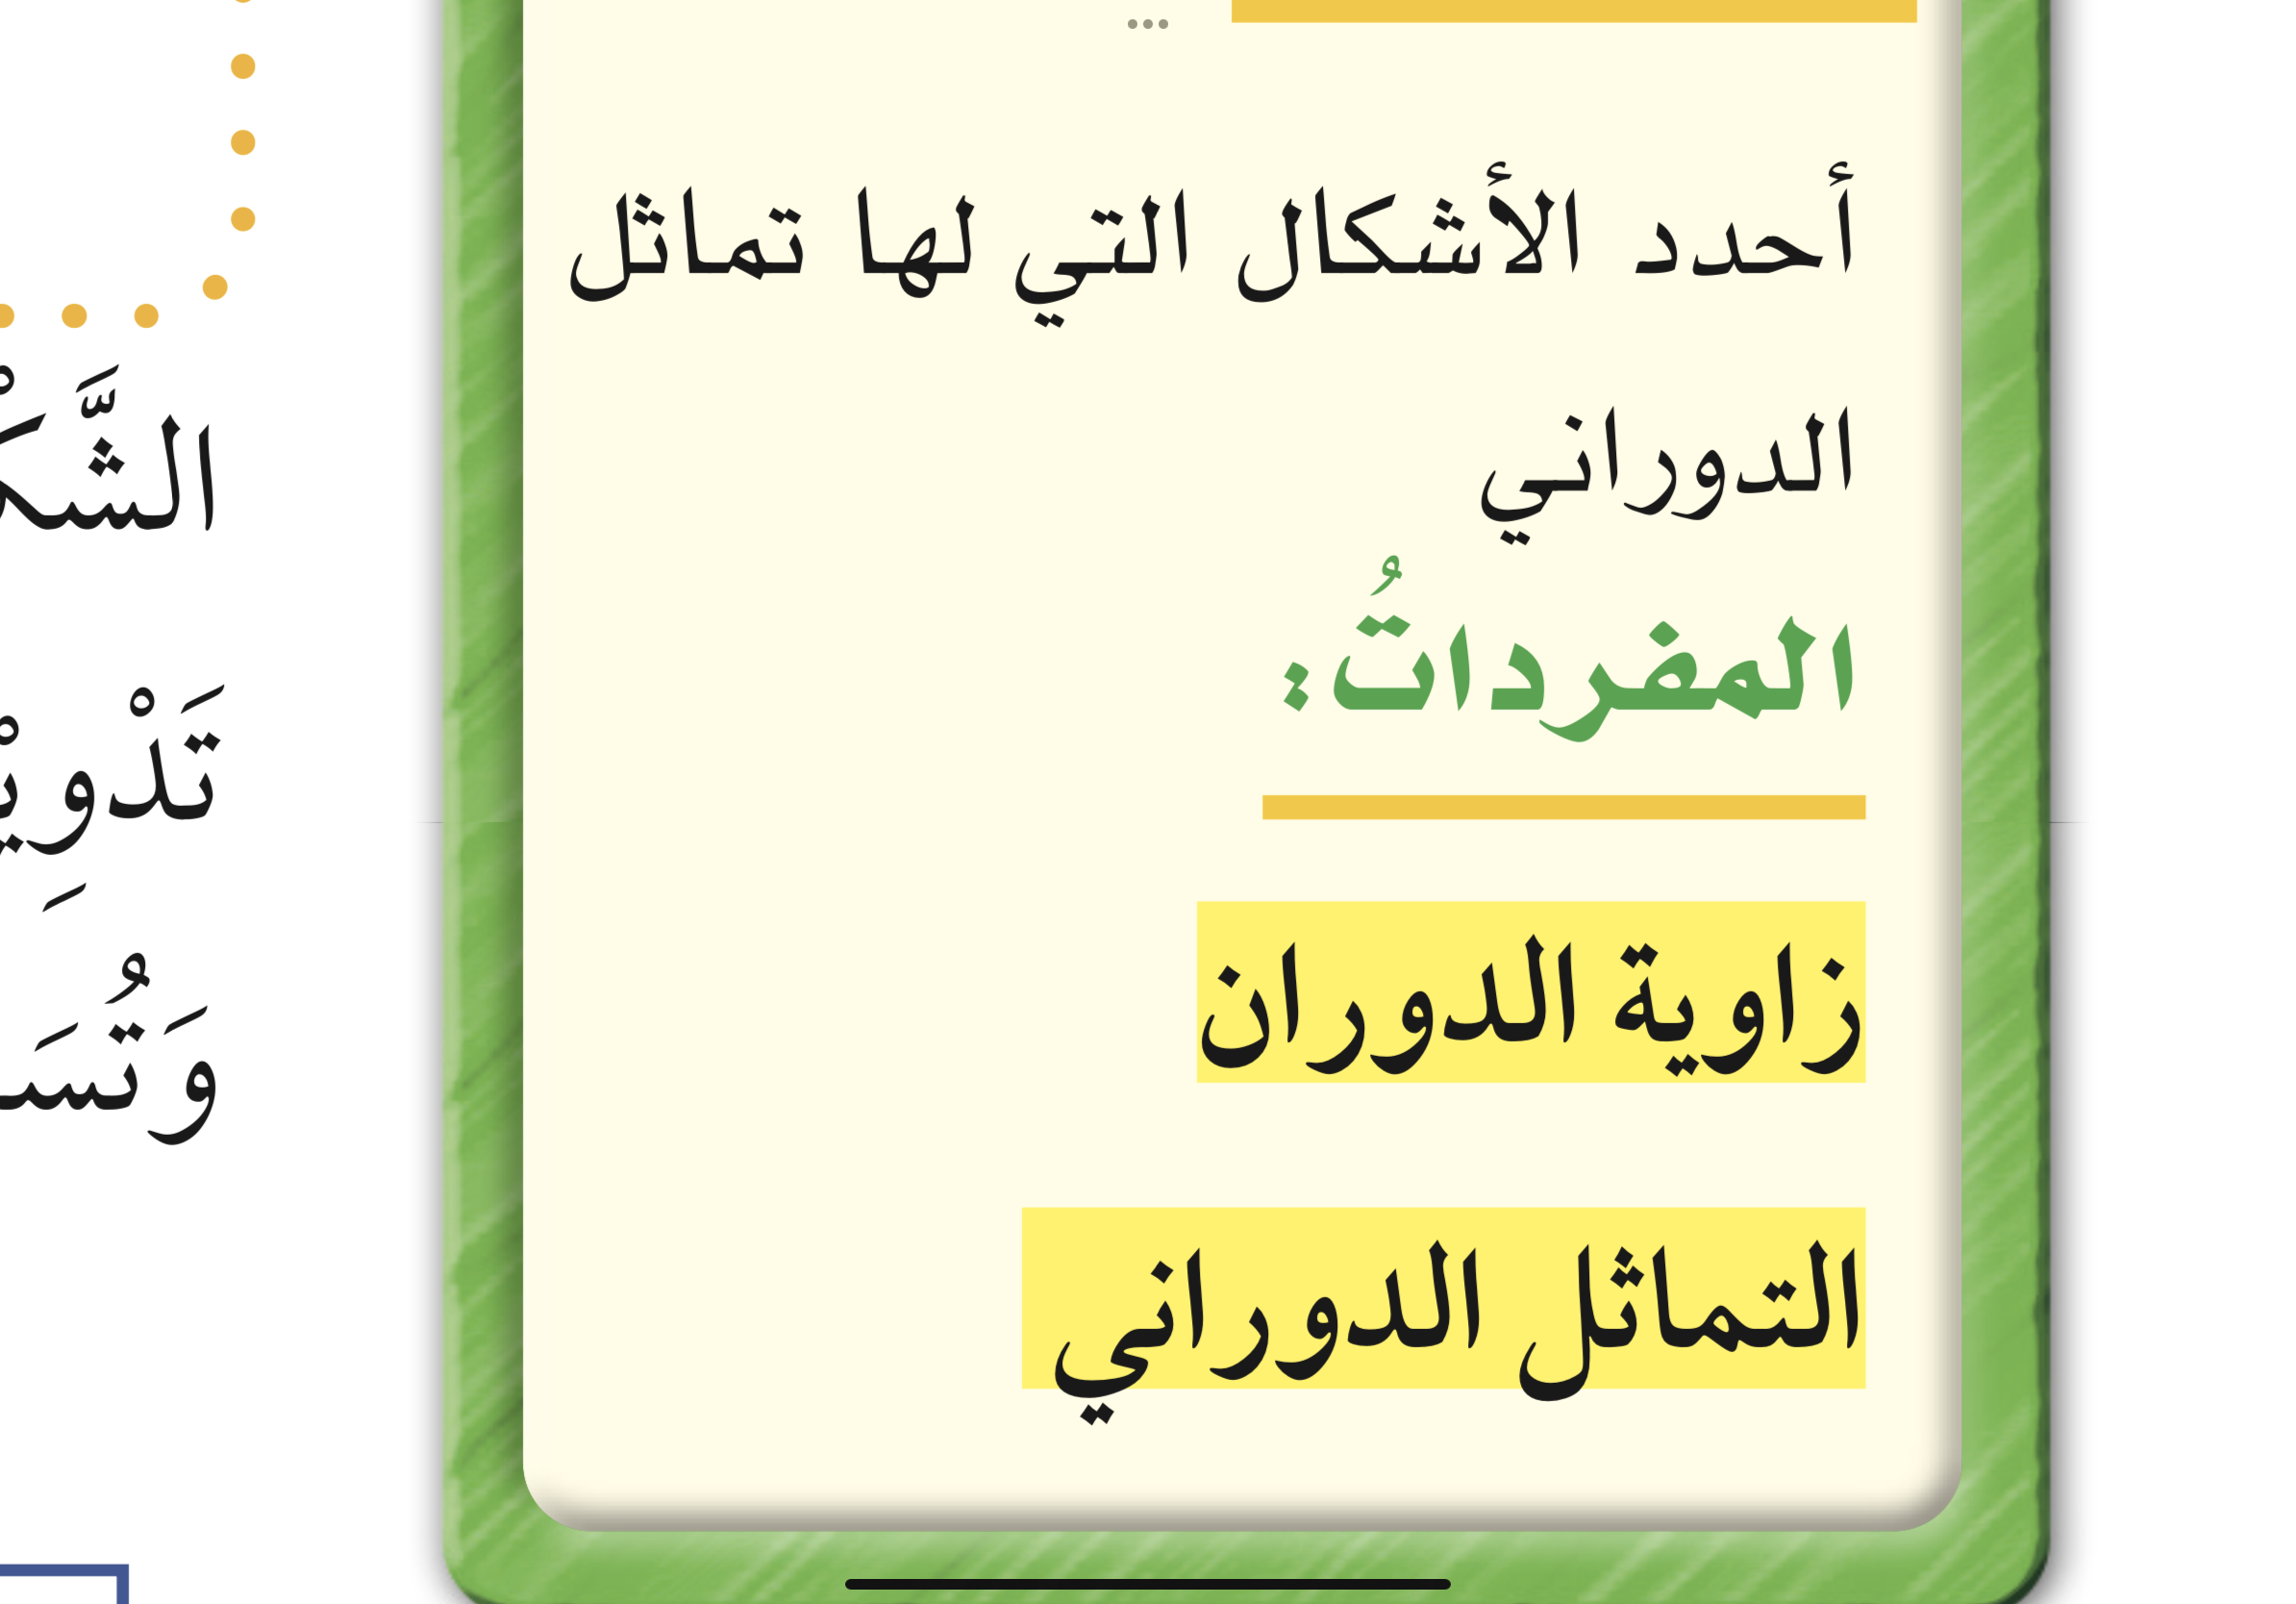 أحدد الأشكال التي لها تماثل
الدوراني
المفرداتُ:
زاوية الدوران
التماثل الدوراني